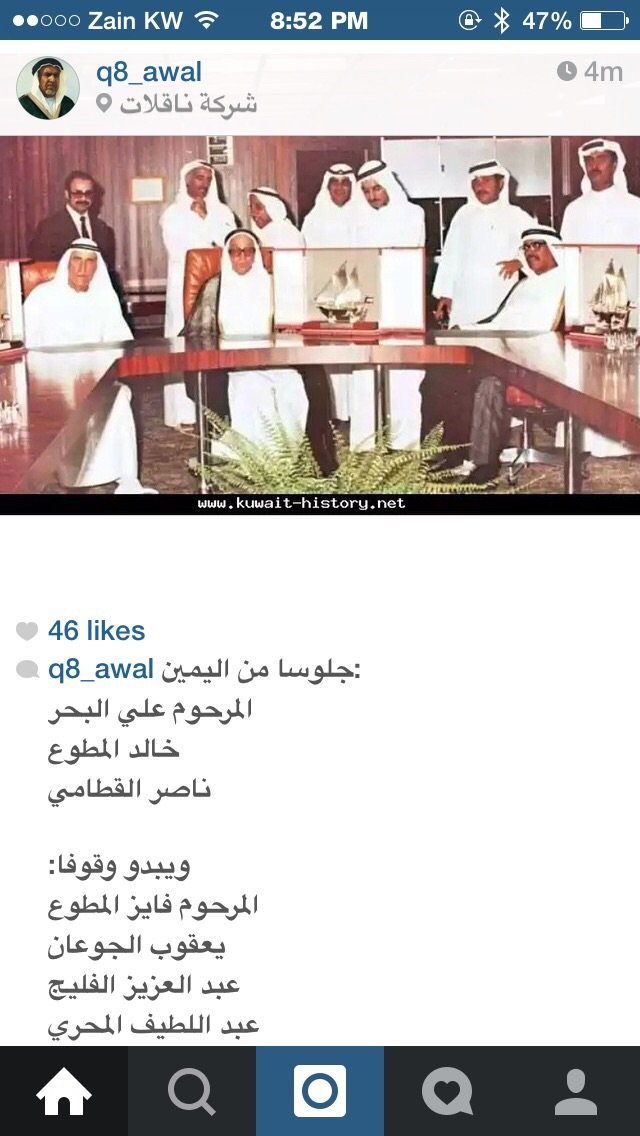 Zain KW 8:52 PM 47%
q8_awal 4m
شركة ناقلات
www.kuwait-history.net
46 likes
q8_awal جلوسا من اليمين:
المرحوم علي البحر
خالد المطوع
ناصر القطامي
ويبدو وقوفا:
المرحوم فايز المطوع
يعقوب الجوعان
عبد العزيز الفليج
عبد اللطيف المحري